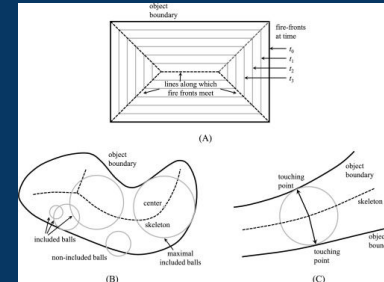 object
boundary
fire-fronts
at time
t0
t1
t2
t3
lines along which
fire fronts meet
(A)
object
boundary
center
skeleton
included balls
non-included balls
maximal
included balls
(B)
object
boundary
touching
point
skeleton
object
touching
point
(C)